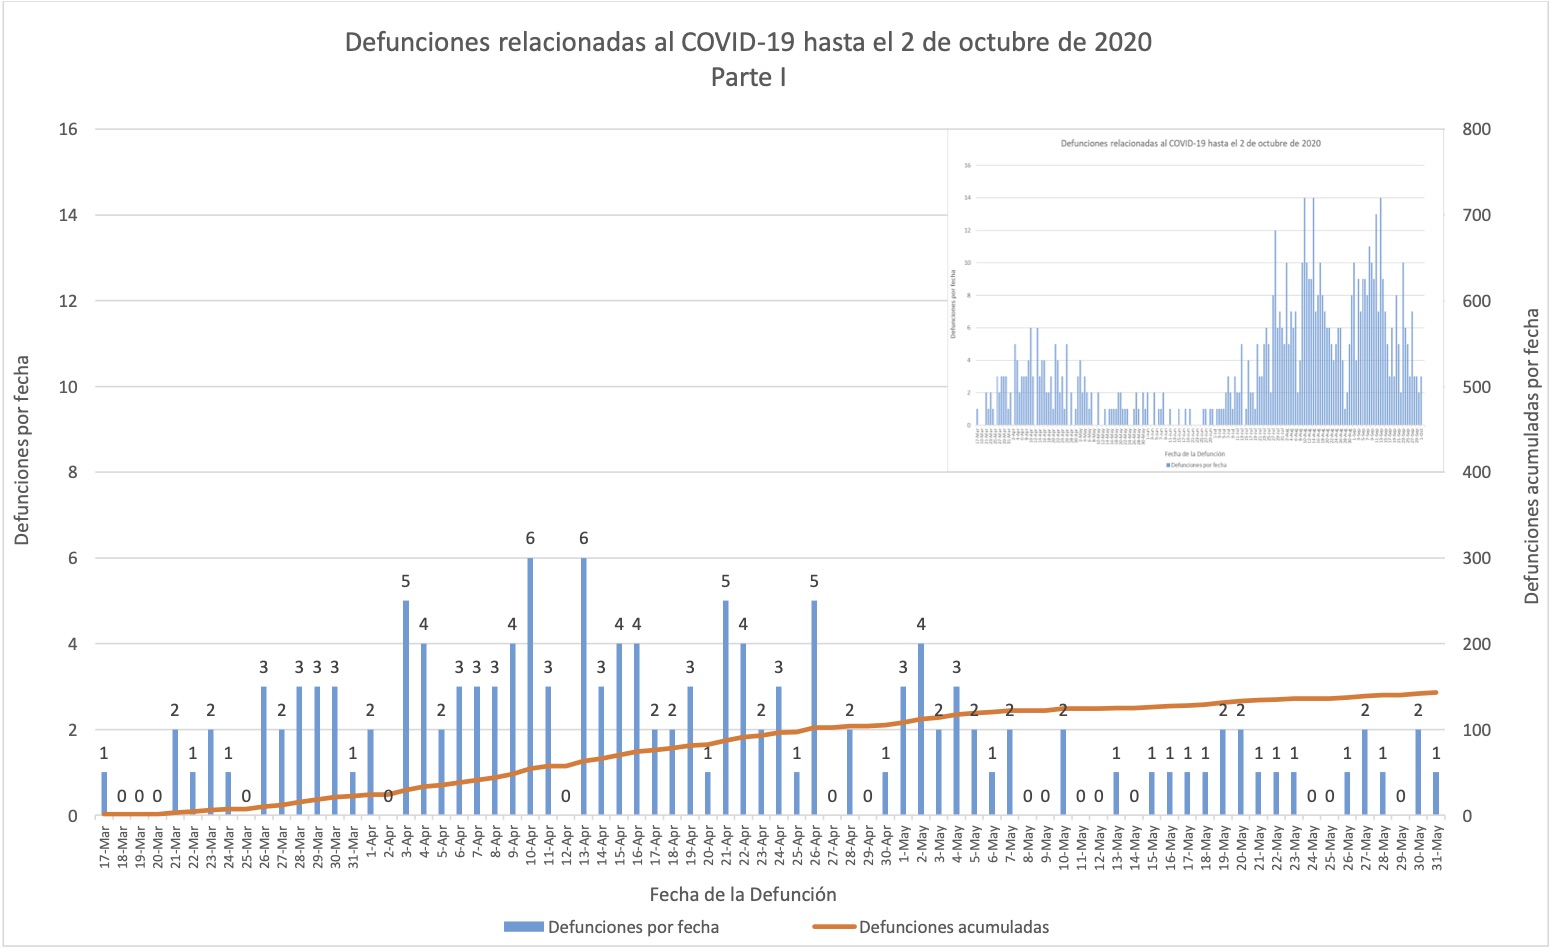 Defunciones relacionadas al COVID-19 hasta el 2 de octubre de 2020
Parte I
Defunciones por fecha
16
14
12
10
8
6
4
2
0
1 0 0 0 2 1 2 1 0 3 2 3 3 3 1 2 0 5 4 2 3 3 3 4 6 3 0 6 3 4 4 2 2 3 1 5 4 2 3 1 5 0 2 0 1 3 4 2 3 2 1 2 0 0 2 0 0 1 0 1 1 1 1 2 2 1 1 1 0 0 1 2 1 0 2 1
Defunciones relacionadas al COVID-19 hasta el 2 de octubre de 2020
Defunciones por fecha
16
14
12
10
8
6
4
2
0
Fecha de la Defunción
Defunciones por fecha
800
700
600
500
400
300
200
100
0
Defunciones acumuladas por fecha
17-Mar 18-Mar 19-Mar 20-Mar 21-Mar 22-Mar 23-Mar 24-Mar 25-Mar 26-Mar 27-Mar 28-Mar 29-Mar 30-Mar 31-Mar 1-Apr 2-Apr 3-Apr 4-Apr 5-Apr 6-Apr 7-Apr 8-Apr 9-Apr 10-Apr 11-Apr 12-Apr 13-Apr 14-Apr 15-Apr 16-Apr 17-Apr 18-Apr 19-Apr 20-Apr 21-Apr 22-Apr 23-Apr 24-Apr 25-Apr 26-Apr 27-Apr 28-Apr 29-Apr 30-Apr 1-May 2-May 3-May 4-May 5-May 6-May 7-May 8-May 9-May 10-May 11-May 12-May 13-May 14-May 15-May 16-May 17-May 18-May 19-May 20-May 21-May 22-May 23-May 24-May 25-May 26-May 27-May 28-May 29-May 30-May 31-May
Fecha de la Defunción
Defunciones por fecha
Defunciones acumuladas